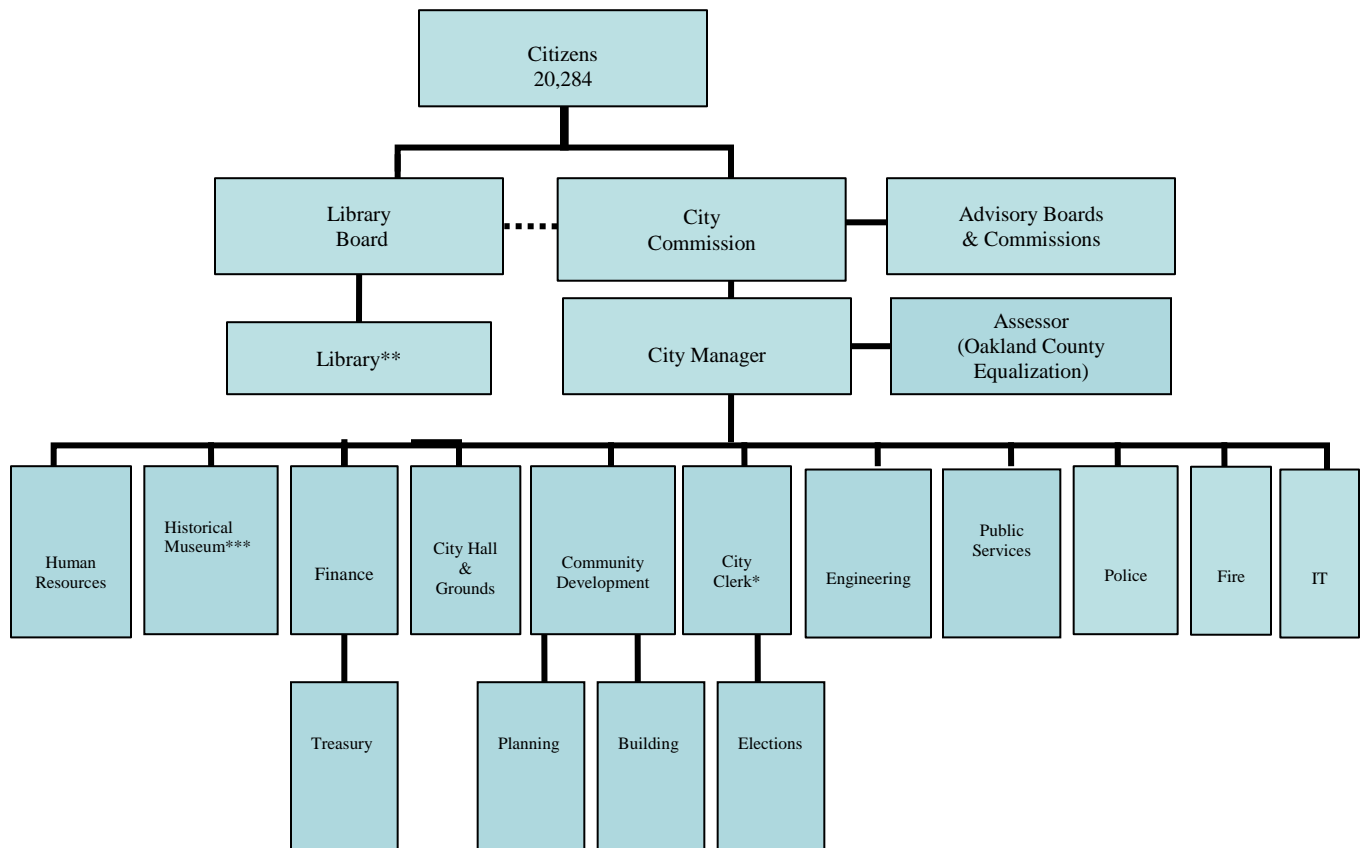 Citizens
20,284
Library
Board
City
Commission
Advisory Boards
& Commissions
Library**
City Manager
Assessor
(Oakland County
Equalization)
Human
Resources
Historical
Museum***
Finance
City Hall
&
Grounds
Community
Development
City
Clerk*
Engineering
Public
Services
Police
Fire
IT
Treasury
Planning
Building
Elections